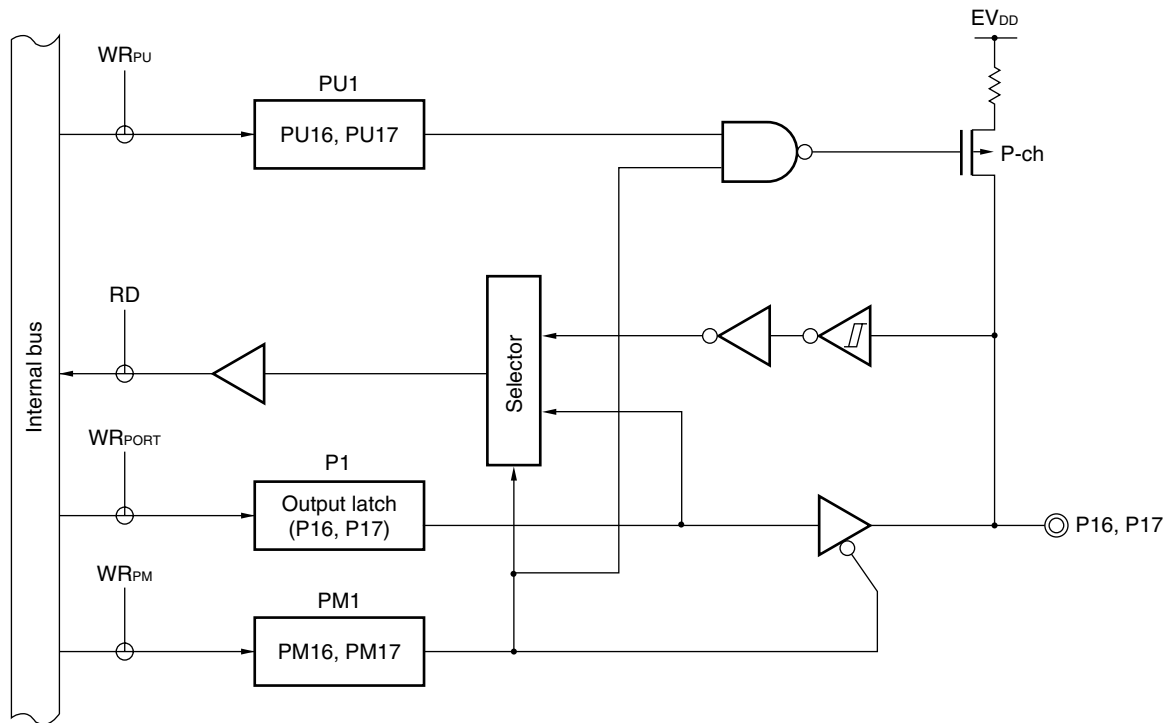 EVDD
WRPU
PU1
PU16, PU17
P-ch
RD
Internal bus
Selector
WRPORT
P1
Output latch
(P16, P17)
P16, P17
WRPM
PM1
PM16, PM17